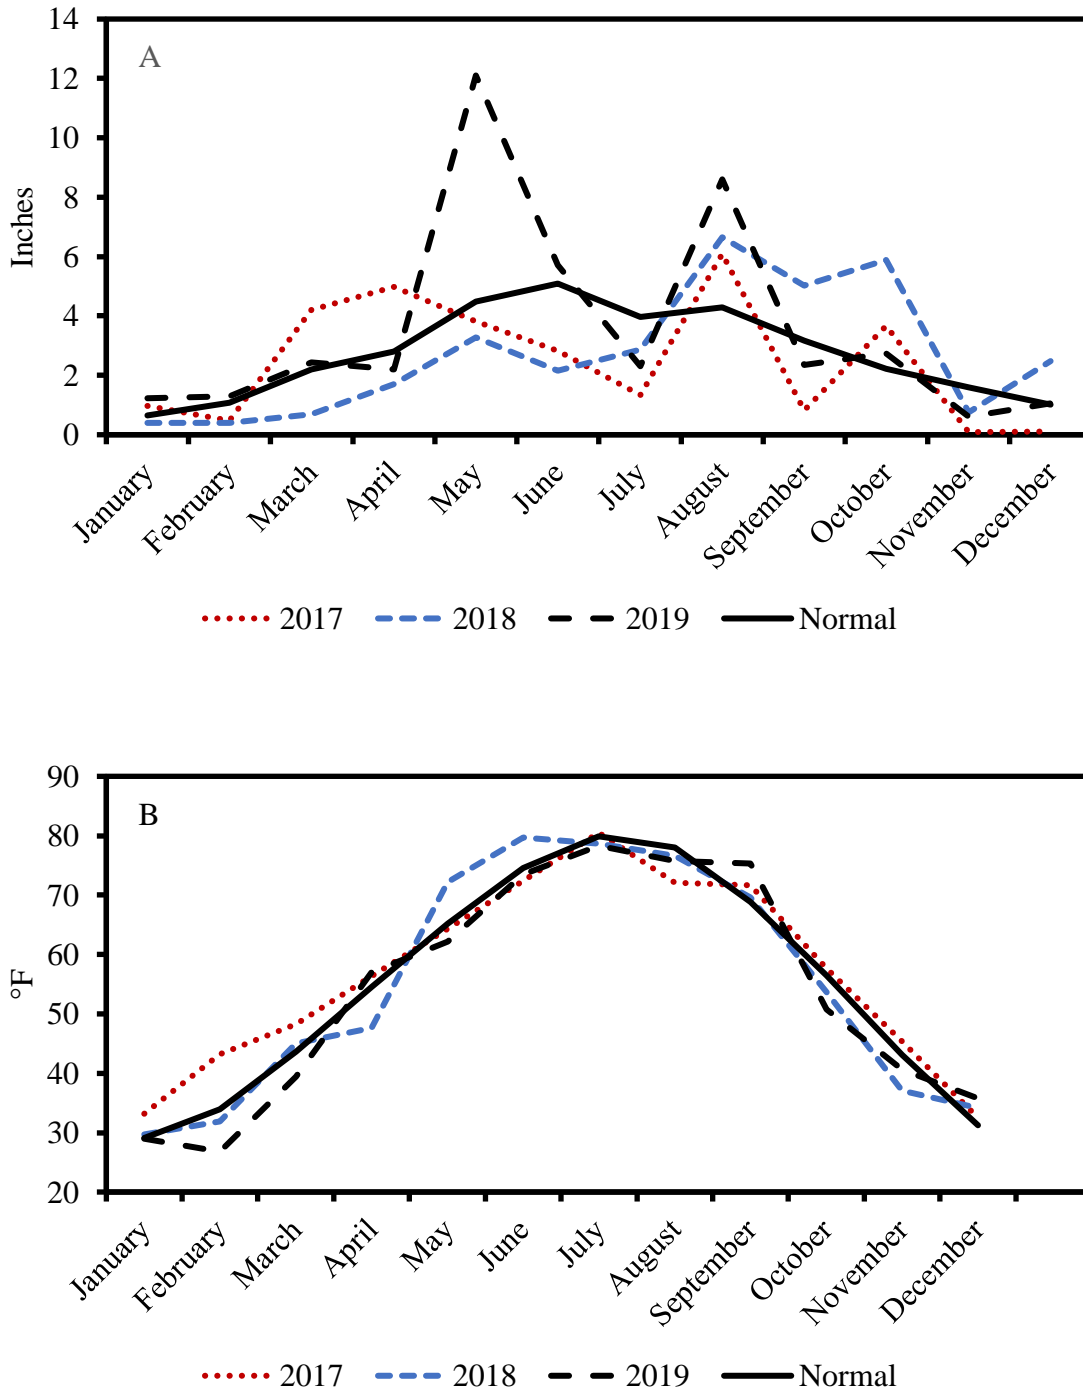 14
A
12
10
8
Inches
6
4
2
0
January
February
March
April
May
June
July
August
September
October
November
December
2017 2018 2019 Normal
90
B
80
70
60
°F
50
40
30
20
January
February
March
April
May
June
July
August
September
October
November
December
2017 2018 2019 Normal